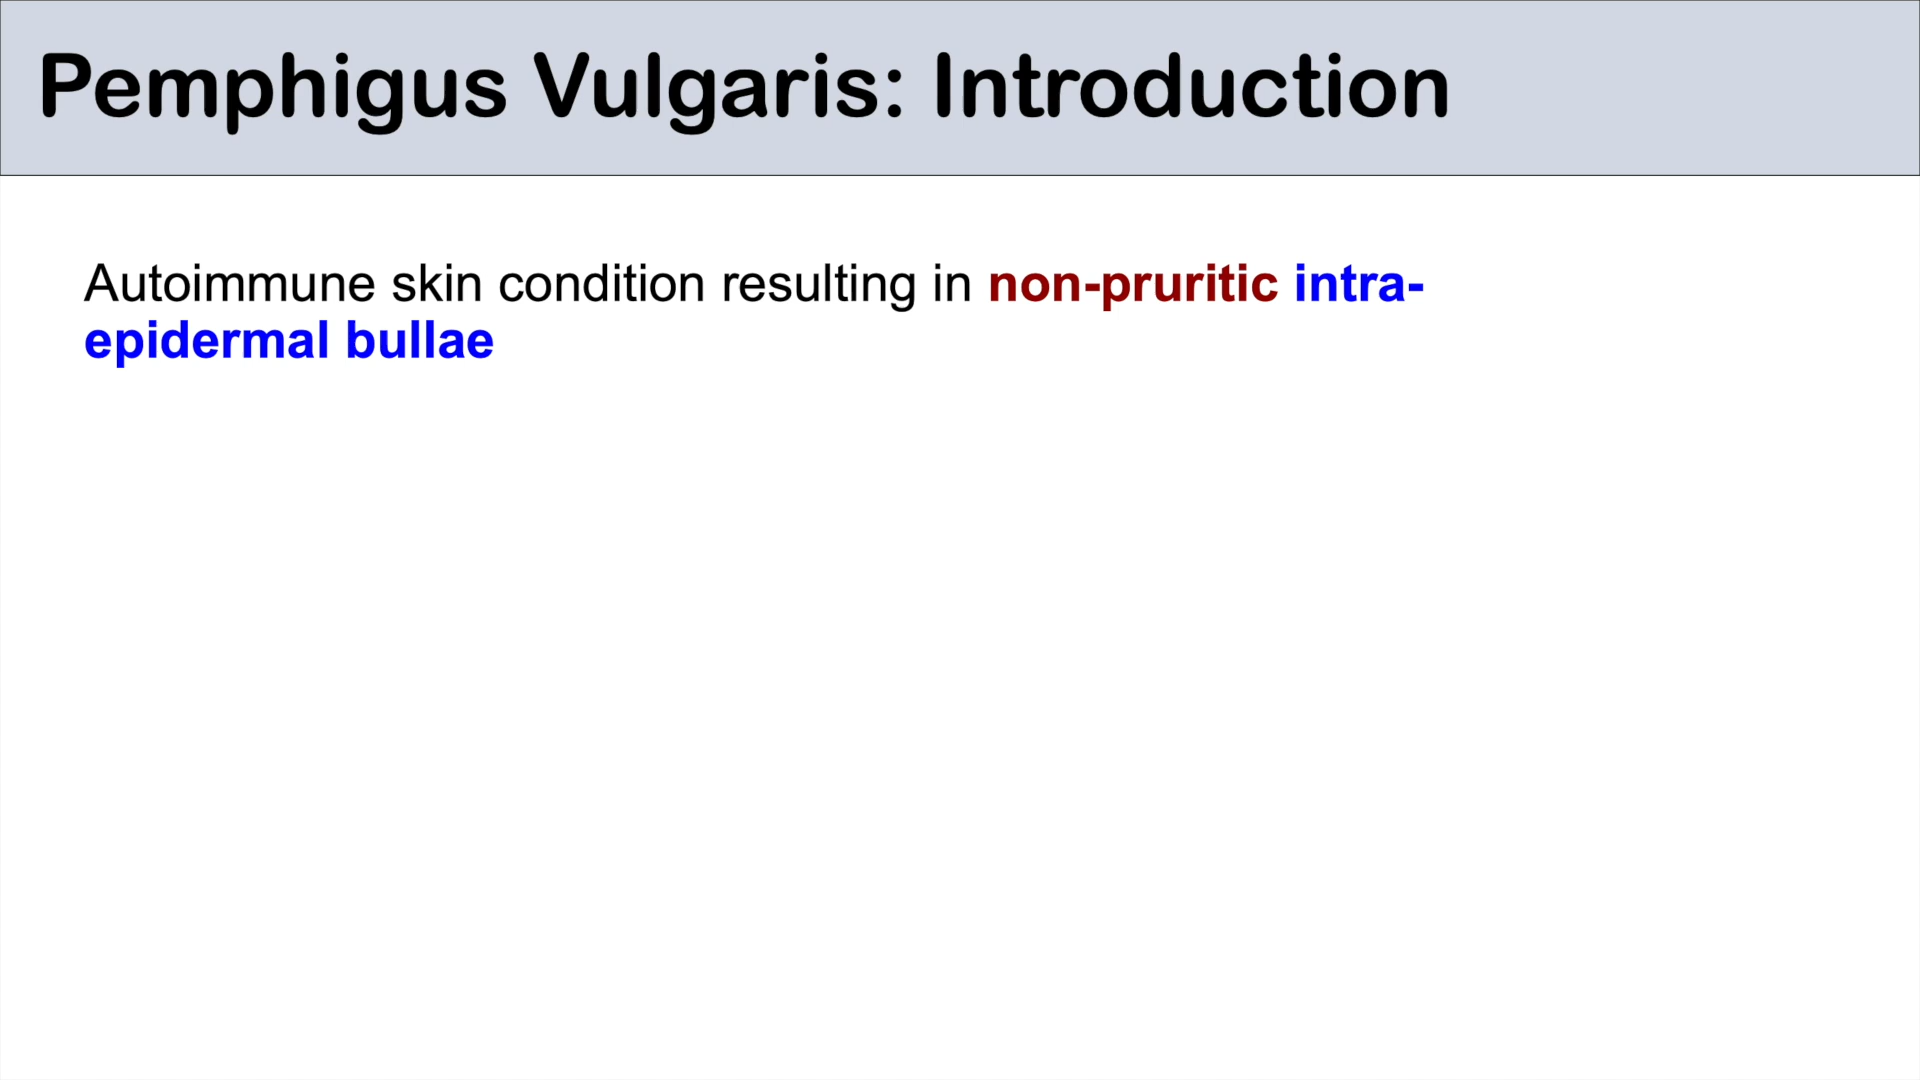 Pemphigus Vulgaris: Introduction
Autoimmune skin condition resulting in non-pruritic intra-
epidermal bullae